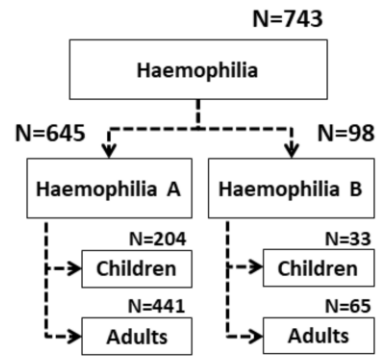 N=743
Haemophilia
N=645 N=98
Haemophilia A Haemophilia B
N=204 N=33
Children Children
N=441 N=65
Adults Adults